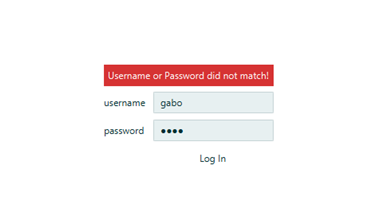 Username or Password did not match!
username gabo
password ●●●●
Log In